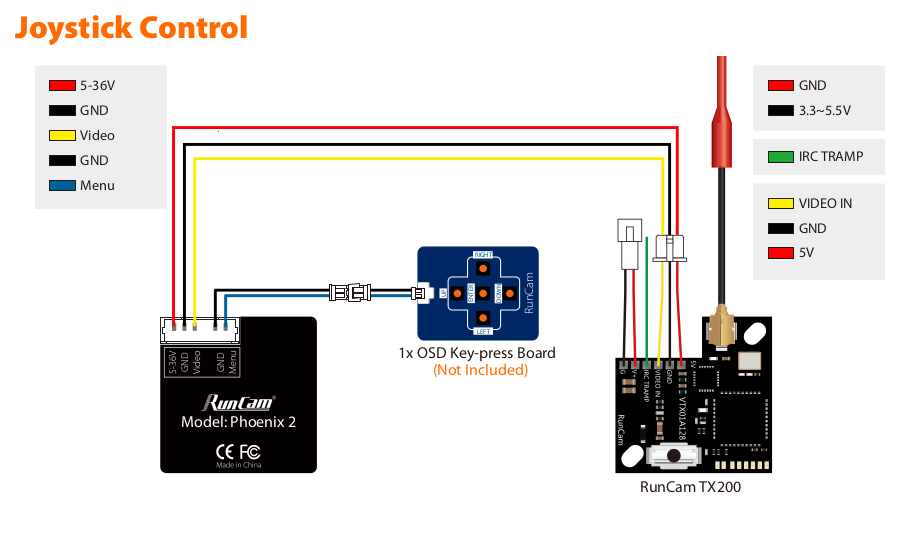 Joystick Control
5-36V
GND
Video
GND
Menu
GND
3.3~5.5V
IRC TRAMP
VIDEO IN
GND
5V
RIGHT
UP
ENTER
DOWN
LEFT
RunCam
1x OSD Key-press Board
(Not Included)
5-36V
GND
Video
GND
Menu
RunCam
Model: Phoenix 2
CE FC
Made in China
G
V+
IRC TRAMP
VIDEO IN
GND
5V
VTX01A128
RunCam
RunCam TX200